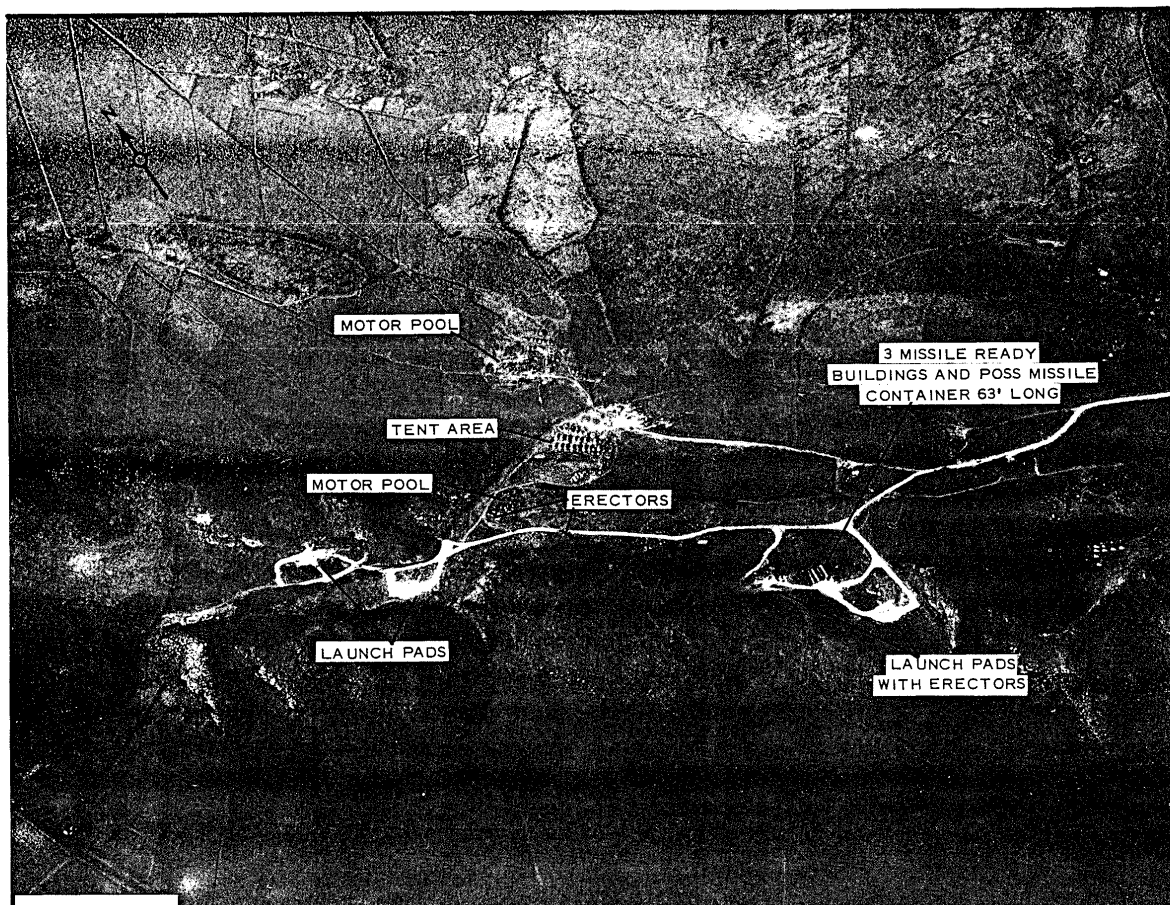 N
MOTOR POOL
3 MISSILE READY
BUILDINGS AND POSS MISSILE
CONTAINER 63' LONG
TENT AREA
MOTOR POOL
ERECTORS
LAUNCH PADS
LAUNCH PADS
WITH ERECTORS